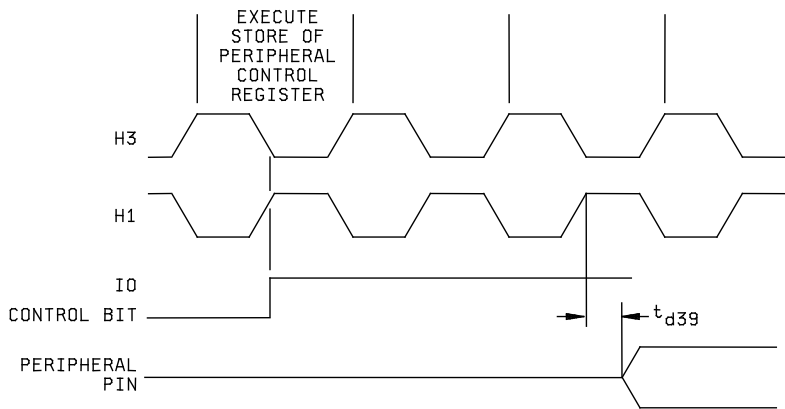 EXECUTE
STORE OF
PERIPHERAL
CONTROL
REGISTER
H3
H1
IO
CONTROL BIT
td39
PERIPHERAL
PIN